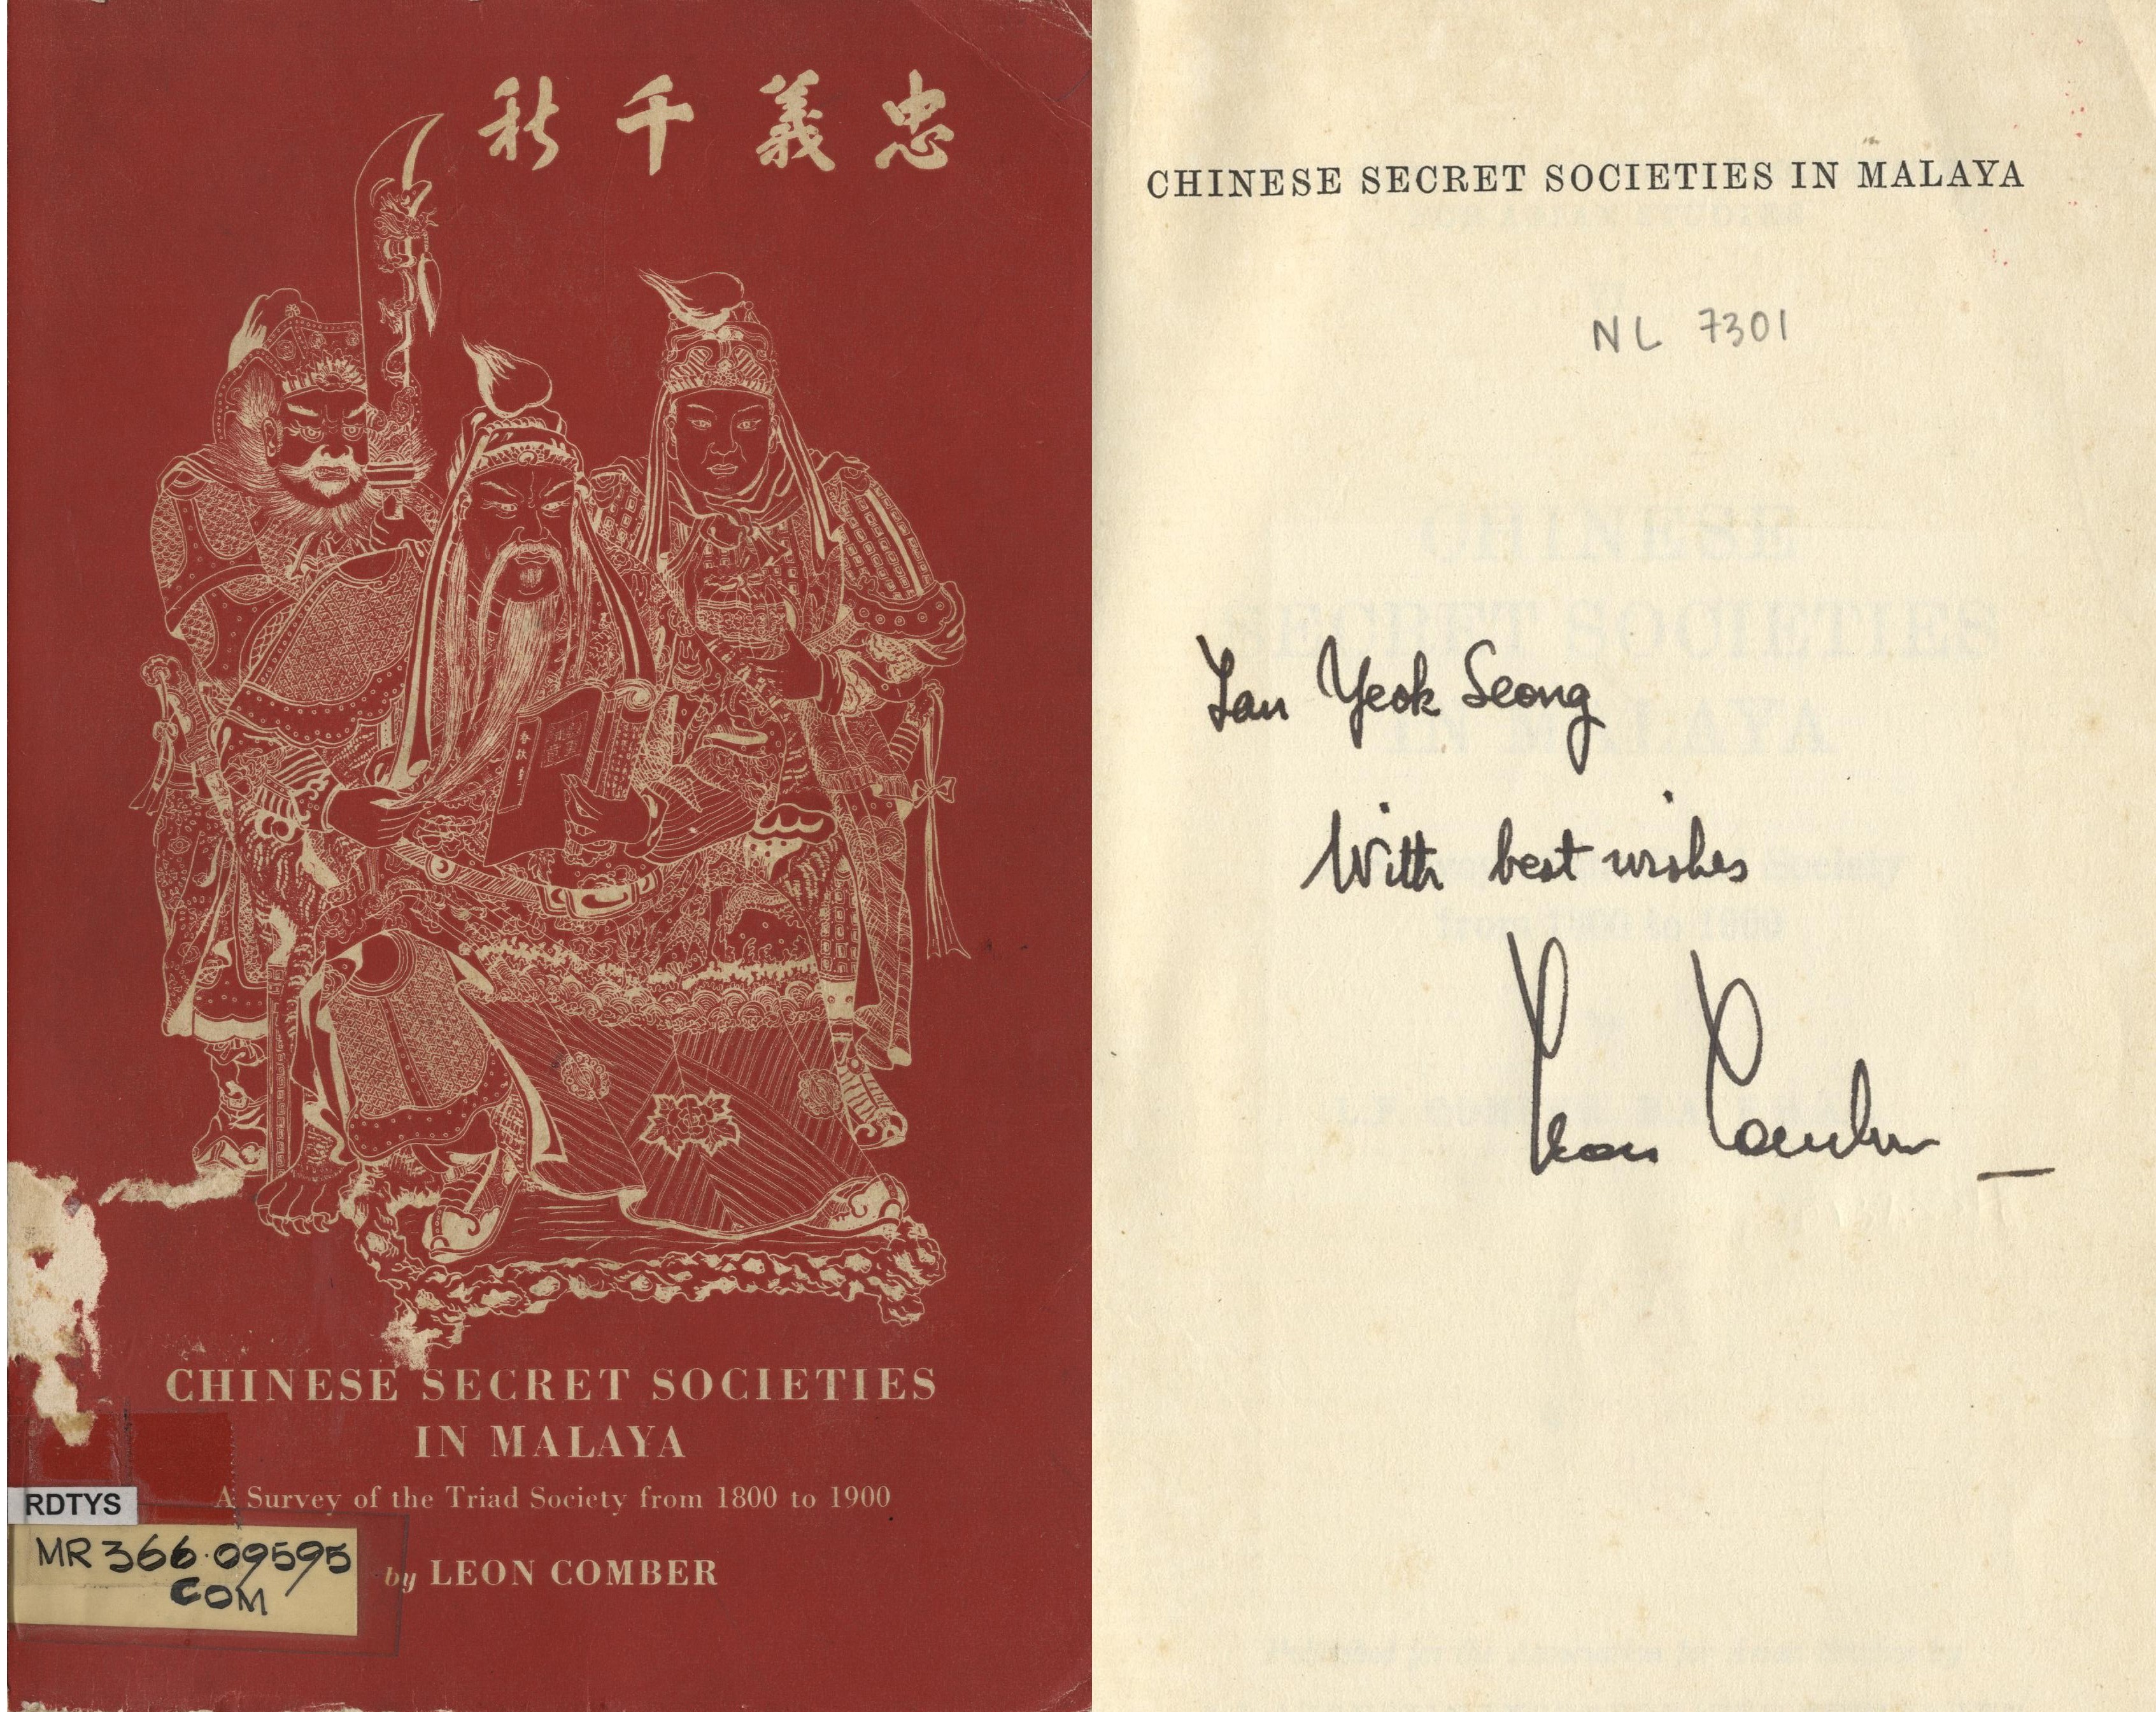 忠義千秋
CHINESE SECRET SOCIETIES
IN MALAYA
A Survey of the Triad Society from 1800 to 1900
by LEON COMBER
RDTYS
MR 366.09595
COM
CHINESE SECRET SOCIETIES IN MALAYA
NL 7301
Tan Yeok Seong
With best wishes
Leon Comber